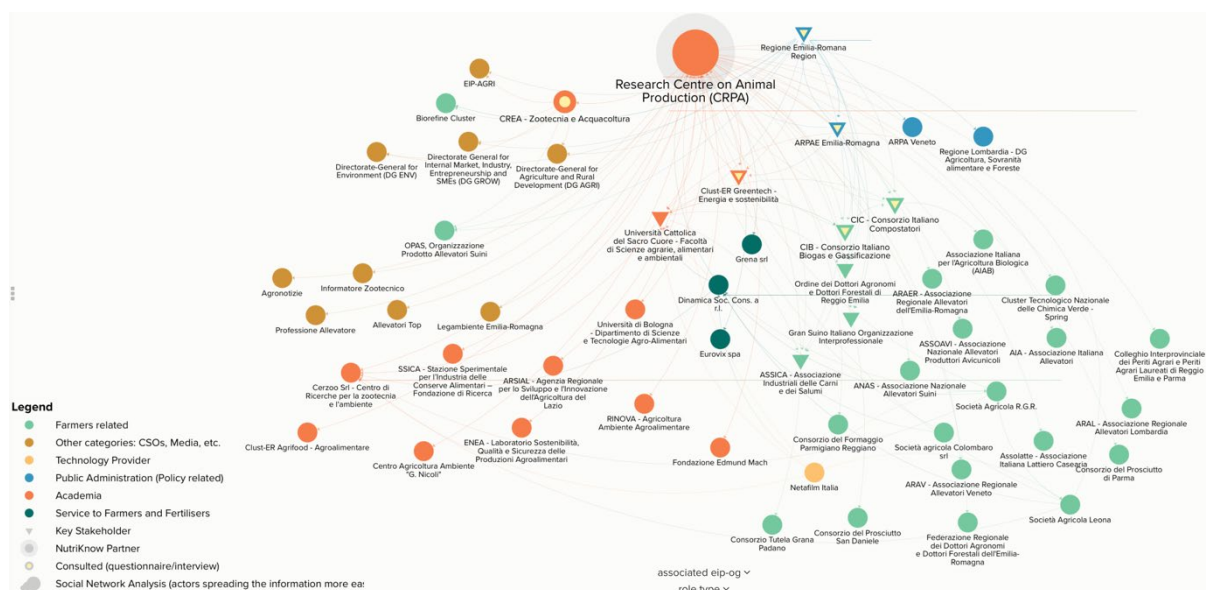 Regione Emilia-Romana
Region
Research Centre on Animal
Production (CRPA)
EIP-AGRI
Biorefine Cluster
CREA - Zootecnia e Acquacoltura
Directorate-General for
Environment (DG ENV)
Directorate General for
Internal Market, Industry,
Entrepreneurship and
SMEs (DG GROW)
Directorate-General for
Agriculture and Rural
Development (DG AGRI)
ARPAE Emilia-Romagna
ARPA Veneto
Regione Lombardia - DG
Agricoltura, Sovranità
alimentare e Foreste
Clust-ER Greentech -
Energia e sostenibilità
CIC - Consorzio Italiano
Compostatori
OPAS, Organizzazione
Prodotto Allevatori Suini
Università Cattolica
del Sacro Cuore - Facoltà
di Scienze agrarie, alimentari
e ambientali
Grena srl
CIB - Consorzio Italiano
Biogas e Gassificazione
Associazione Italiana
per l'Agricoltura Biologica
(AIAB)
Agronotizie
Informatore Zootecnico
Dinamica Soc. Cons. a
r.l.
Ordine dei Dottori Agronomi
e Dottori Forestali di
Reggio Emilia
ARAER - Associazione
Regionale Allevatori
dell'Emilia-Romagna
Cluster Tecnologico Nazionale
delle Chimica Verde -
Spring
Professione Allevatore
Allevatori Top
Legambiente Emilia-Romagna
Università di Bologna
- Dipartimento di Scienze
e Tecnologie Agro-Alimentari
Gran Suino Italiano Organizzazione
Interprofessionale
ASSOAVI - Associazione
Nazionale Allevatori
Produttori Avicunicoli
AIA - Associazione Italiana
Allevatori
Colleghio Interprovinciale
dei Periti Agrari e Periti
Agrari Laureati di Reggio
Emilia e Parma
Eurovix spa
SSICA - Stazione Sperimentale
per l'Industria delle
Conserve Alimentari –
Fondazione di Ricerca
Cerzoo Srl - Centro di
Ricerche per la zootecnia
e l'ambiente
ARSIAL - Agenzia Regionale
per lo Sviluppo e l'Innovazione
dell'Agricoltura del
Lazio
ASSICA - Associazione
Industriali delle Carni
e dei Salumi
ANAS - Associazione Nazionale
Allevatori Suini
Società Agricola R.G.R.
RINOVA - Agricoltura
Ambiente Agroalimentare
ARAL - Associazione Regionale
Allevatori Lombardia
Clust-ER Agrifood - Agroalimentare
Centro Agricoltura Ambiente
"G. Nicoli"
ENEA - Laboratorio Sostenibilità,
Qualità e Sicurezza delle
Produzioni Agroalimentari
Fondazione Edmund Mach
Consorzio del Formaggio
Parmigiano Reggiano
Società agricola Colombaro
srl
Assolatte - Associazione
Italiana Lattiero Casearia
Consorzio del Prosciutto
di Parma
Netafilm Italia
ARAV - Associazione Regionale
Allevatori Veneto
Società Agricola Leona
Consorzio Tutela Grana
Padano
Consorzio del Prosciutto
San Daniele
Federazione Regionale
dei Dottori Agronomi
e Dottori Forestali dell'Emilia-
Romagna
Legend
Farmers related
Other categories: CSOs, Media, etc.
Technology Provider
Public Administration (Policy related)
Academia
Service to Farmers and Fertilisers
Key Stakeholder
NutriKnow Partner
Consulted (questionnaire/interview)
Social Network Analysis (actors spreading the information more eas
associated eip-og
role type